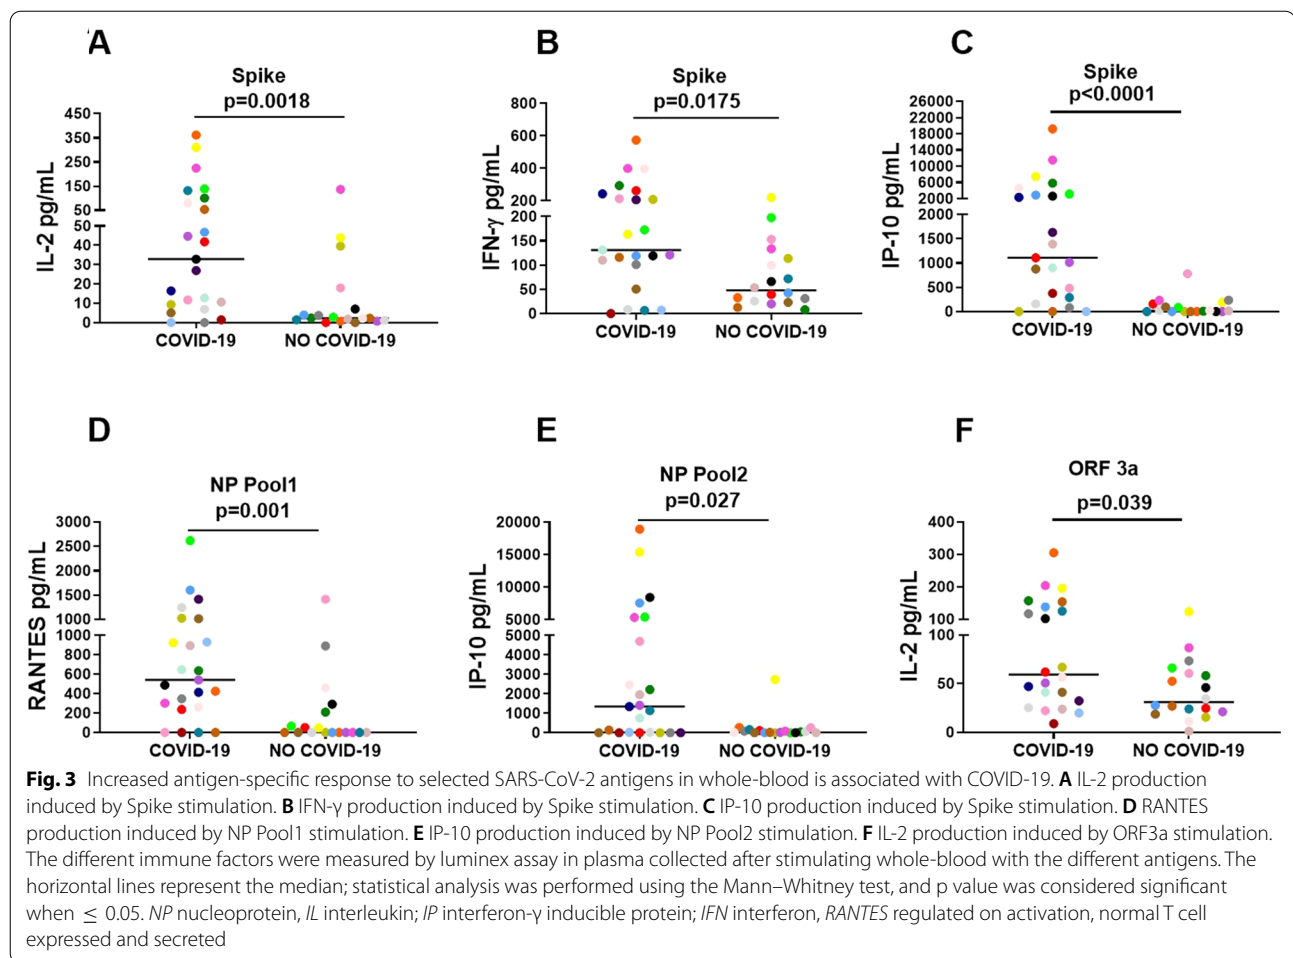 A
B
C
Spike
p=0.0018
Spike
p=0.0175
Spike
p<0.0001
IL-2 pg/mL
450
350
250
150
50
50
40
30
20
10
0
COVID-19 NO COVID-19
IFN-γ pg/mL
800
600
400
200
200
150
100
50
0
COVID-19 NO COVID-19
IP-10 pg/mL
26000
22000
18000
14000
10000
6000
2000
2000
1500
1000
500
0
COVID-19 NO COVID-19
D
E
F
NP Pool1
p=0.001
NP Pool2
p=0.027
ORF 3a
p=0.039
RANTES pg/mL
3000
2500
2000
1500
1000
1000
800
600
400
200
0
COVID-19 NO COVID-19
IP-10 pg/mL
20000
15000
10000
5000
5000
4000
3000
2000
1000
0
COVID-19 NO COVID-19
IL-2 pg/mL
400
300
200
100
100
50
0
COVID-19 NO COVID-19
Fig. 3 Increased antigen-specific response to selected SARS-CoV-2 antigens in whole-blood is associated with COVID-19. A IL-2 production
induced by Spike stimulation. B IFN-γ production induced by Spike stimulation. C IP-10 production induced by Spike stimulation. D RANTES
production induced by NP Pool1 stimulation. E IP-10 production induced by NP Pool2 stimulation. F IL-2 production induced by ORF3a stimulation.
The different immune factors were measured by luminex assay in plasma collected after stimulating whole-blood with the different antigens. The
horizontal lines represent the median; statistical analysis was performed using the Mann–Whitney test, and p value was considered significant
when ≤ 0.05. NP nucleoprotein, IL interleukin; IP interferon-γ inducible protein; IFN interferon, RANTES regulated on activation, normal T cell
expressed and secreted